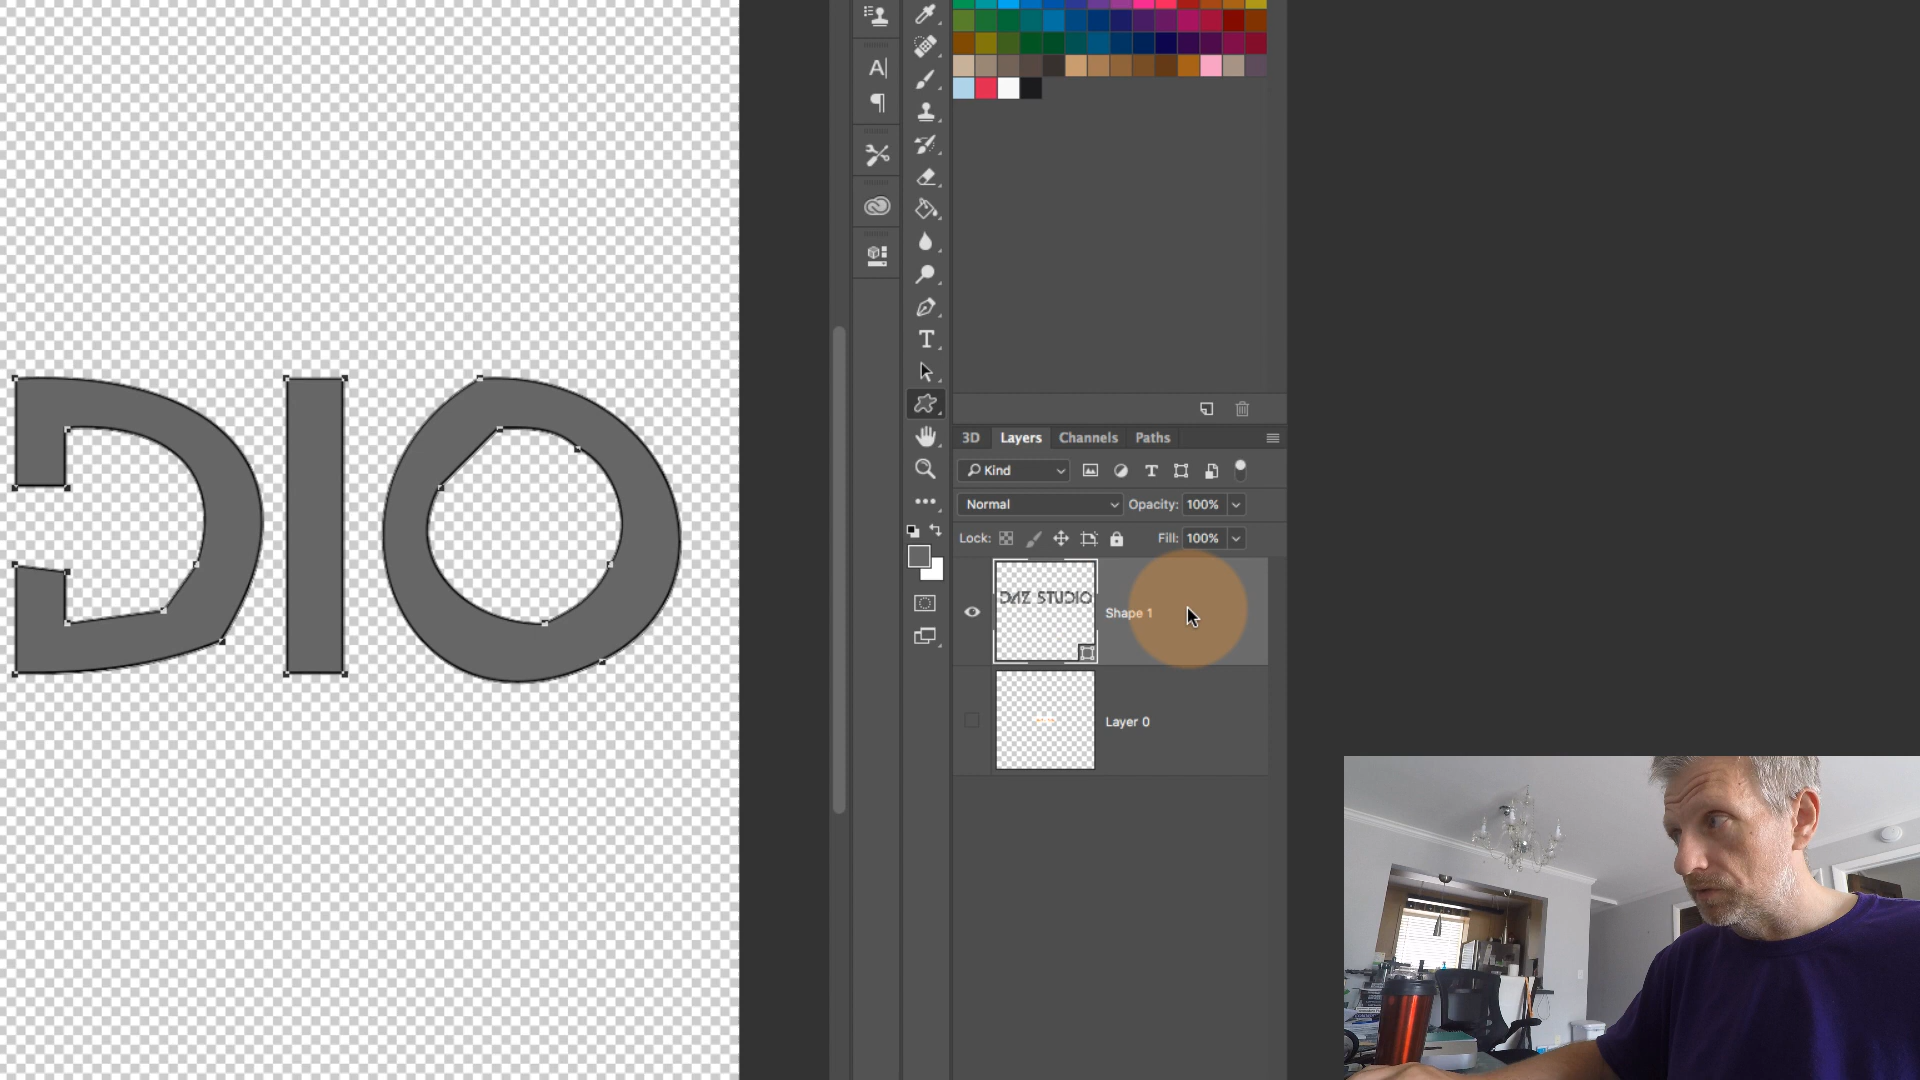 DIO
3D Layers Channels Paths
Kind
Normal Opacity: 100%
Lock: Fill: 100%
DAZ STUDIO
Shape 1
Layer 0